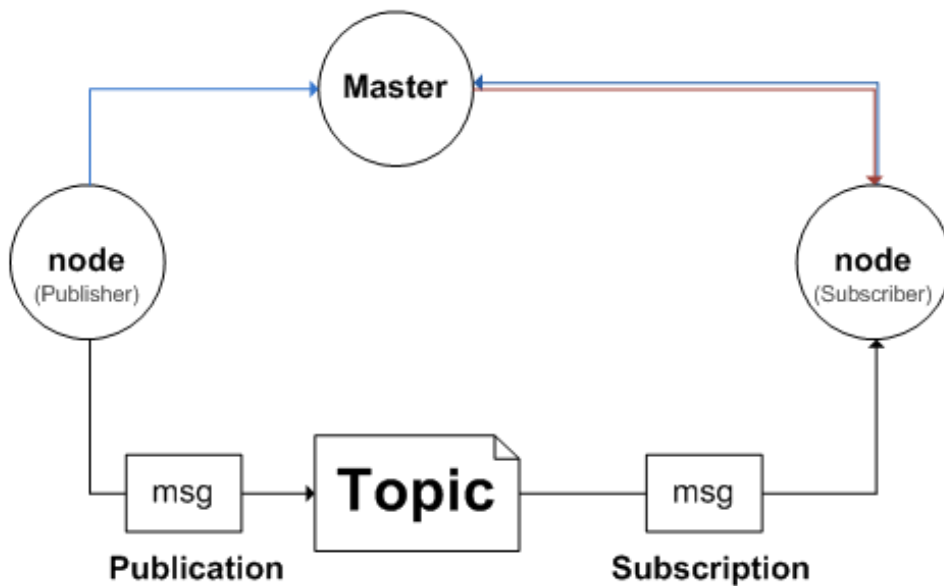 Master
node
(Publisher)
node
(Subscriber)
msg
Topic
msg
Publication
Subscription